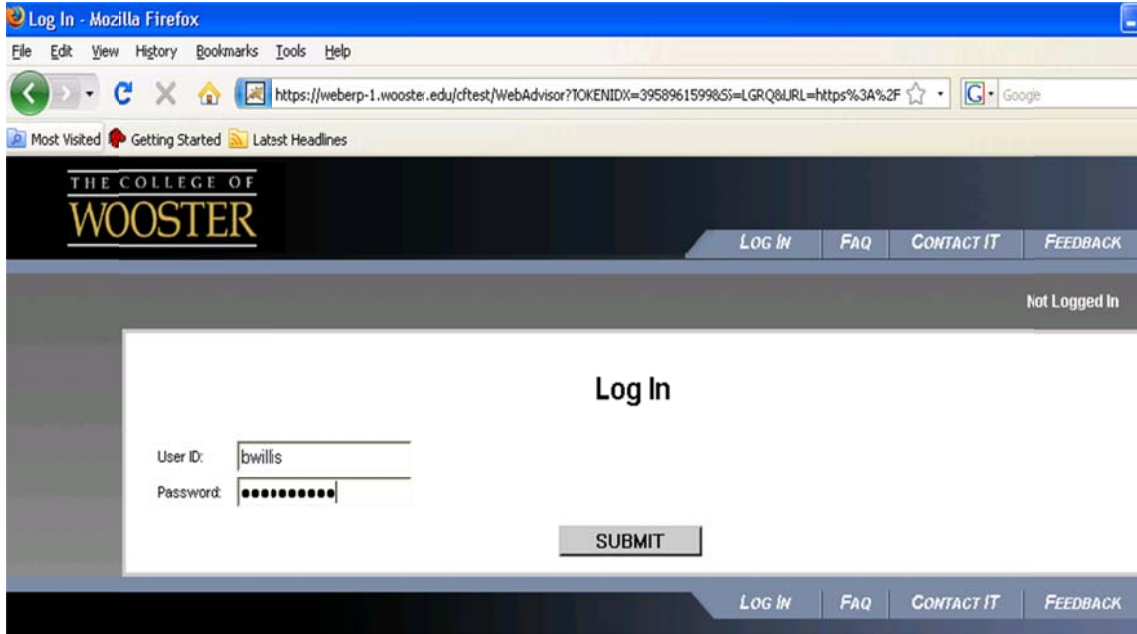 Log In - Mozilla Firefox
File Edit View History Bookmarks Tools Help
https://weberp-1.wooster.edu/cftest/WebAdvisor?TOKENIDX=3958961599&SS=LGRQ&URL=https%3A%2F
Google
Most Visited Getting Started Latest Headlines
THE COLLEGE OF
WOOSTER
LOG IN FAQ CONTACT IT FEEDBACK
Not Logged In
Log In
User ID: bwillis
Password: ••••••••••
SUBMIT
LOG IN FAQ CONTACT IT FEEDBACK